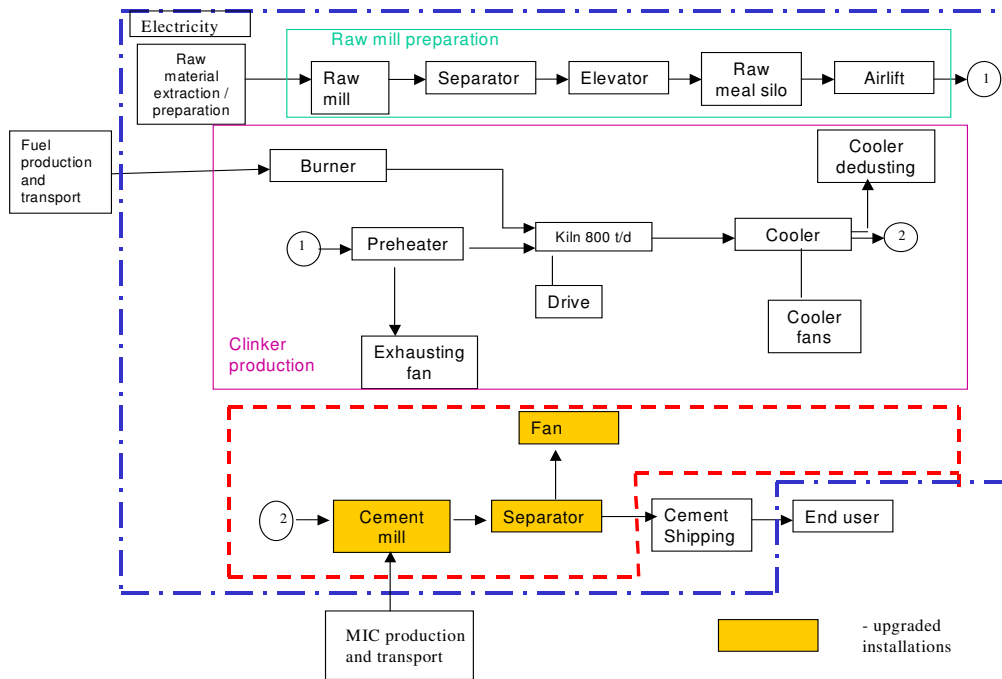 Electricity
Raw mill preparation
Raw
material
extraction /
preparation
Raw
mill
Separator
Elevator
Raw
meal silo
Airlift
1
Fuel
production
and
transport
Burner
Cooler
dedusting
1
Preheater
Kiln 800 t/d
Cooler
2
Drive
Cooler
fans
Clinker
production
Exhausting
fan
Fan
2
Cement
mill
Separator
Cement
Shipping
End user
MIC production
and transport
- upgraded
installations